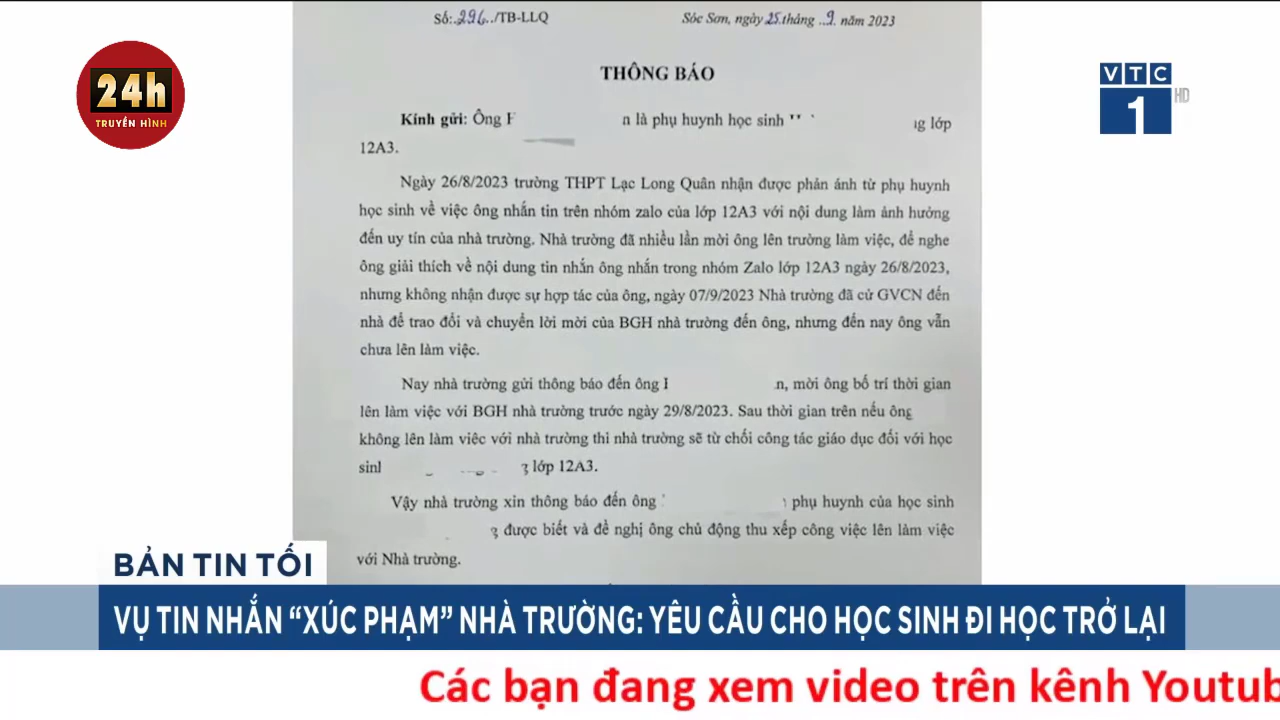 Số: 296 /TB-LLQ
Sóc Sơn, ngày 25 tháng 9 năm 2023
24h
TRUYỀN HÌNH
VTC
1
HD
THÔNG BÁO
Kính gửi: Ông là phụ huynh học sinh lớp
12A3.
Ngày 26/8/2023 trường THPT Lạc Long Quân nhận được phản ánh từ phụ huynh
học sinh về việc ông nhắn tin trên nhóm zalo của lớp 12A3 với nội dung làm ảnh hưởng
đến uy tín của nhà trường. Nhà trường đã nhiều lần mời ông lên trường làm việc, để nghe
ông giải thích về nội dung tin nhắn ông nhắn trong nhóm Zalo lớp 12A3 ngày 26/8/2023,
nhưng không nhận được sự hợp tác của ông, ngày 07/9/2023 Nhà trường đã cử GVCN đến
nhà để trao đổi và chuyển lời mời của BGH nhà trường đến ông, nhưng đến nay ông vẫn
chưa lên làm việc.
Nay nhà trường gửi thông báo đến ông , mời ông bố trí thời gian
lên làm việc với BGH nhà trường trước ngày 29/8/2023. Sau thời gian trên nếu ông
không lên làm việc với nhà trường thì nhà trường sẽ từ chối công tác giáo dục đối với học
lớp 12A3.
Vậy nhà trường xin thông báo đến ông phụ huynh của học sinh
được biết và đề nghị ông chủ động thu xếp công việc lên làm việc
với Nhà trường.
BẢN TIN TỐI
VỤ TIN NHẮN “XÚC PHẠM” NHÀ TRƯỜNG: YÊU CẦU CHO HỌC SINH ĐI HỌC TRỞ LẠI
Các bạn đang xem video trên kênh Youtub